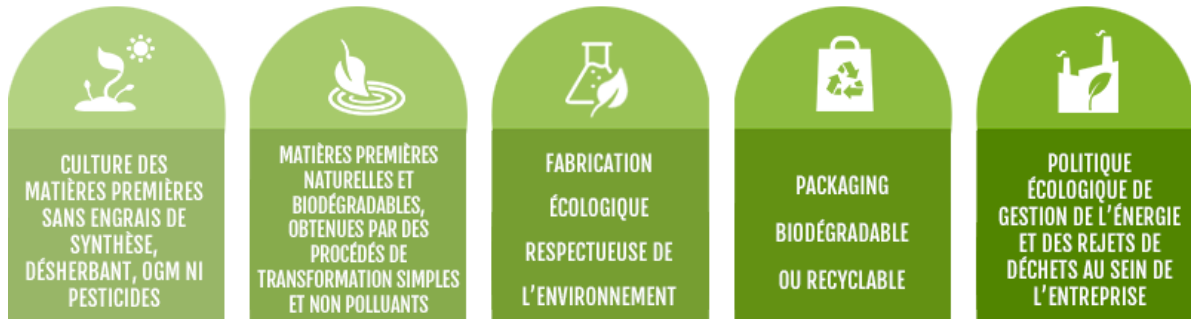 CULTURE DES
MATIÈRES PREMIÈRES
SANS ENGRAIS DE
SYNTHÈSE,
DÉSHERBANT, OGM NI
PESTICIDES
MATIÈRES PREMIÈRES
NATURELLES ET
BIODÉGRADABLES,
OBTENUES PAR DES
PROCÉDÉS DE
TRANSFORMATION SIMPLES
ET NON POLLUANTS
FABRICATION
ÉCOLOGIQUE
RESPECTUEUSE DE
L'ENVIRONNEMENT
PACKAGING
BIODÉGRADABLE
OU RECYCLABLE
POLITIQUE
ÉCOLOGIQUE DE
GESTION DE L'ÉNERGIE
ET DES REJETS DE
DÉCHETS AU SEIN DE
L'ENTREPRISE